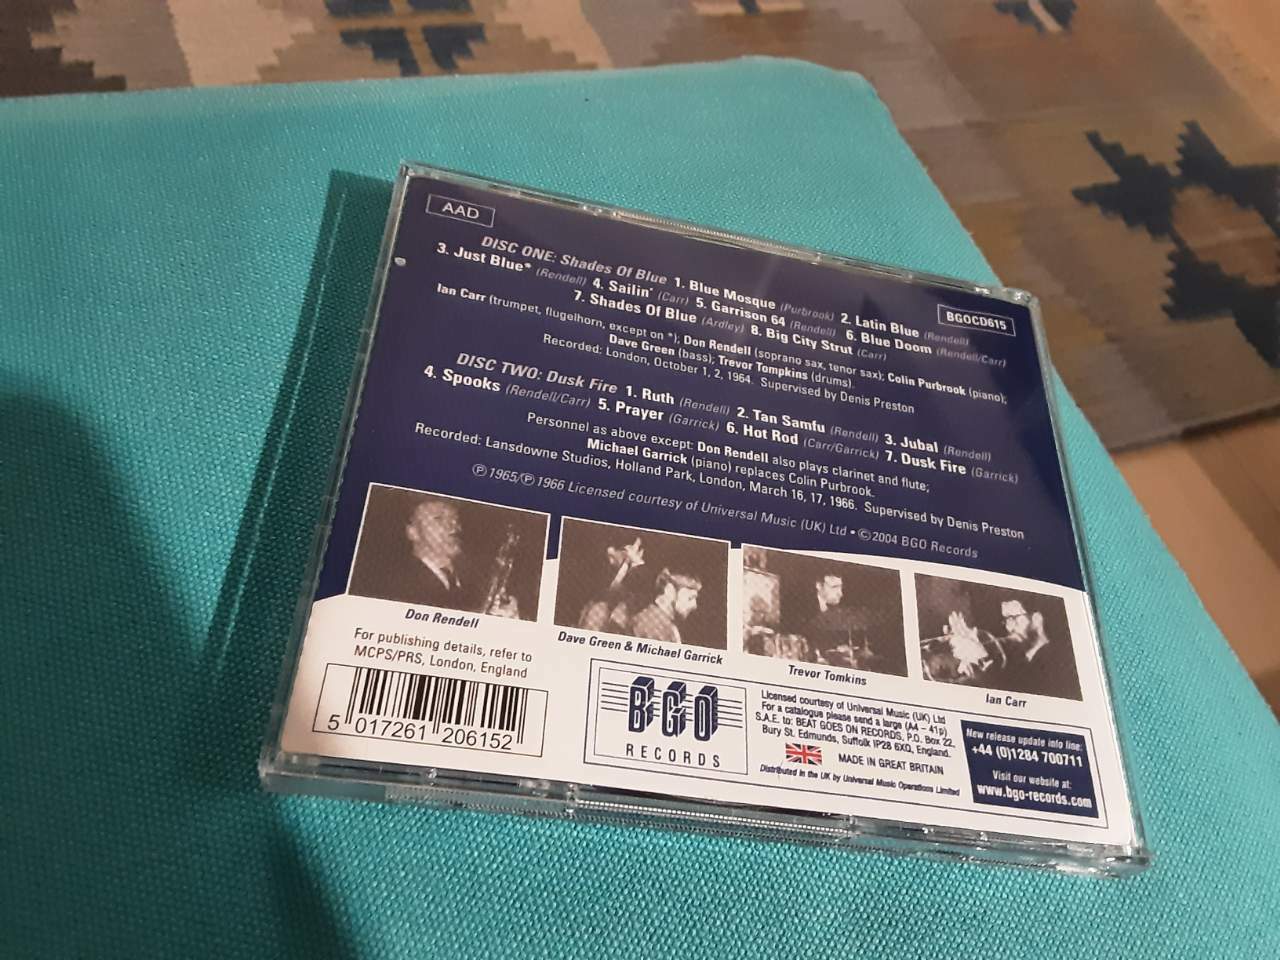 AAD
BGOCD615
DISC ONE: Shades Of Blue 1. Blue Mosque (Purbrook) 2. Latin Blue (Rendell)
3. Just Blue* (Rendell) 4. Sailin' (Carr) 5. Garrison 64 (Rendell) 6. Blue Doom (Rendell/Carr)
7. Shades Of Blue (Ardley) 8. Big City Strut (Carr)
Ian Carr (trumpet, flugelhorn, except on *); Don Rendell (soprano sax, tenor sax); Colin Purbrook (piano);
Dave Green (bass); Trevor Tompkins (drums).
Recorded: London, October 1, 2, 1964. Supervised by Denis Preston
DISC TWO: Dusk Fire 1. Ruth (Rendell) 2. Tan Samfu (Rendell) 3. Jubal (Rendell)
4. Spooks (Rendell/Carr) 5. Prayer (Garrick) 6. Hot Rod (Carr/Garrick) 7. Dusk Fire (Garrick)
Personnel as above except: Don Rendell also plays clarinet and flute;
Michael Garrick (piano) replaces Colin Purbrook.
Recorded: Lansdowne Studios, Holland Park, London, March 16, 17, 1966. Supervised by Denis Preston
℗ 1965/℗ 1966 Licensed courtesy of Universal Music (UK) Ltd • © 2004 BGO Records
Don Rendell
Dave Green & Michael Garrick
Trevor Tomkins
Ian Carr
For publishing details, refer to
MCPS/PRS, London, England
5 017261 206152
BGO
RECORDS
Licensed courtesy of Universal Music (UK) Ltd
For a catalogue please send a large (A4 – 41p)
S.A.E. to: BEAT GOES ON RECORDS, P.O. Box 22,
Bury St. Edmunds, Suffolk IP28 6XQ, England.
MADE IN GREAT BRITAIN
Distributed in the UK by Universal Music Operations Limited
New release update info line:
+44 (0)1284 700711
Visit our website at:
www.bgo-records.com